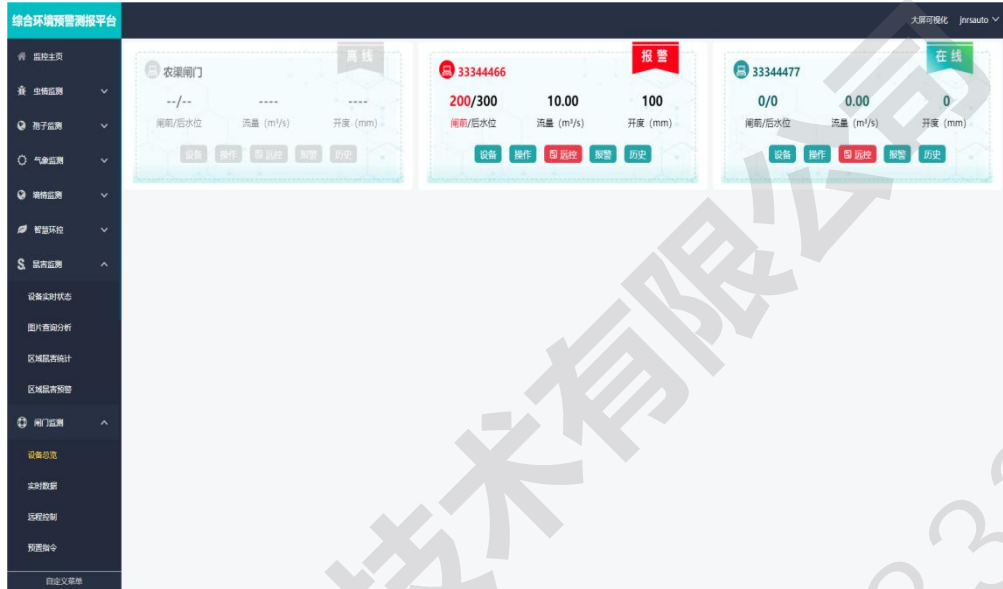 综合环境预警测报平台
大屏可视化 jnrsauto
监控主页
虫情监测
孢子监测
气象监测
墒情监测
智慧环控
鼠害监测
设备实时状态
图片查询分析
区域鼠害统计
区域鼠害预警
闸门监测
设备总览
实时数据
远程控制
预置指令
自定义菜单
农渠闸门
离线
--/-- ---- ----
闸前/后水位 流量 (m³/s) 开度 (mm)
设备 操作 远控 报警 历史
33344466
报警
200/300 10.00 100
闸前/后水位 流量 (m³/s) 开度 (mm)
设备 操作 远控 报警 历史
33344477
在线
0/0 0.00 0
闸前/后水位 流量 (m³/s) 开度 (mm)
设备 操作 远控 报警 历史
技术有限公司